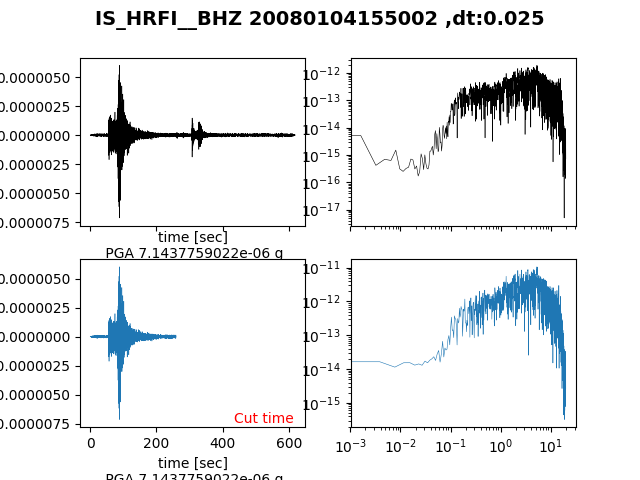 IS_HRFI__BHZ 20080104155002 ,dt:0.025
0.0000050
0.0000025
0.0000000
0.0000025
0.0000050
0.0000075
time [sec]
PGA 7.1437759022e-06 g
10⁻¹²
10⁻¹³
10⁻¹⁴
10⁻¹⁵
10⁻¹⁶
10⁻¹⁷
0.0000050
0.0000025
0.0000000
0.0000025
0.0000050
0.0000075
Cut time
0 200 400 600
time [sec]
PGA 7.1437759022e-06 g
10⁻¹¹
10⁻¹²
10⁻¹³
10⁻¹⁴
10⁻¹⁵
10⁻³ 10⁻² 10⁻¹ 10⁰ 10¹